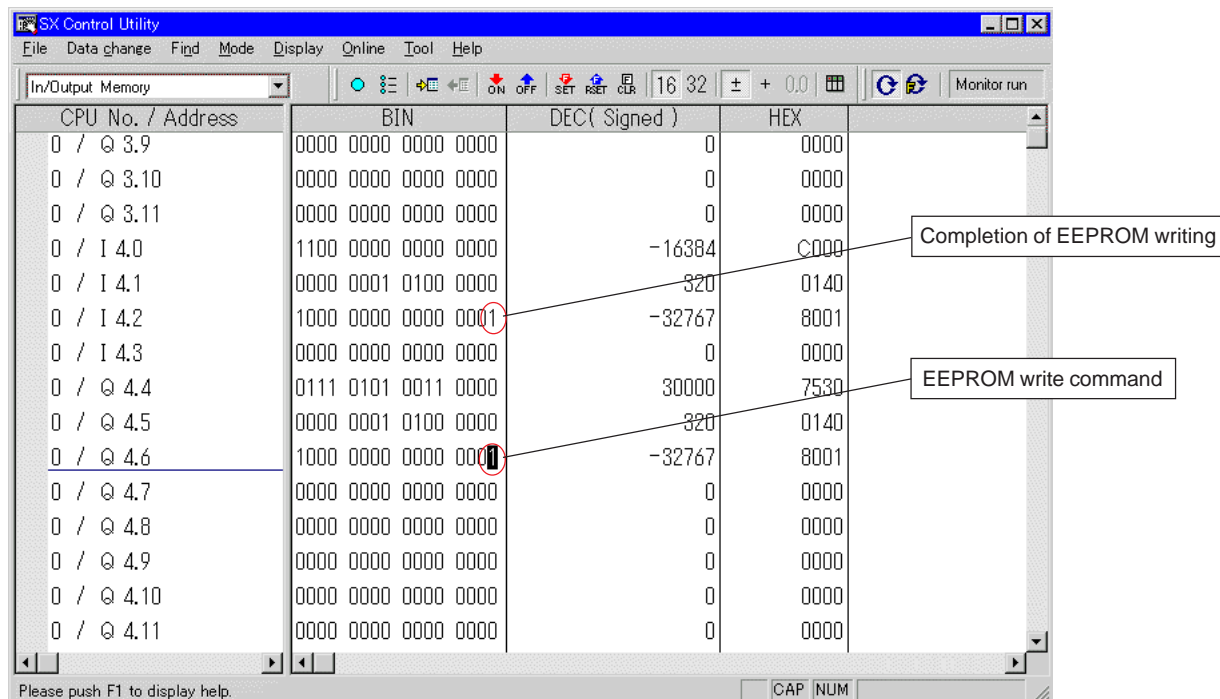 SX Control Utility
File Data change Find Mode Display Online Tool Help
In/Output Memory ON OFF SET RSET CLR 16 32 ± + 0.0 Monitor run
CPU No. / Address BIN DEC( Signed ) HEX
0 / Q 3.9 0000 0000 0000 0000 0 0000
0 / Q 3.10 0000 0000 0000 0000 0 0000
0 / Q 3.11 0000 0000 0000 0000 0 0000
Completion of EEPROM writing
0 / I 4.0 1100 0000 0000 0000 -16384 C000
0 / I 4.1 0000 0001 0100 0000 320 0140
0 / I 4.2 1000 0000 0000 0001 -32767 8001
0 / I 4.3 0000 0000 0000 0000 0 0000
EEPROM write command
0 / Q 4.4 0111 0101 0011 0000 30000 7530
0 / Q 4.5 0000 0001 0100 0000 320 0140
0 / Q 4.6 1000 0000 0000 0001 -32767 8001
0 / Q 4.7 0000 0000 0000 0000 0 0000
0 / Q 4.8 0000 0000 0000 0000 0 0000
0 / Q 4.9 0000 0000 0000 0000 0 0000
0 / Q 4.10 0000 0000 0000 0000 0 0000
0 / Q 4.11 0000 0000 0000 0000 0 0000
Please push F1 to display help. CAP NUM